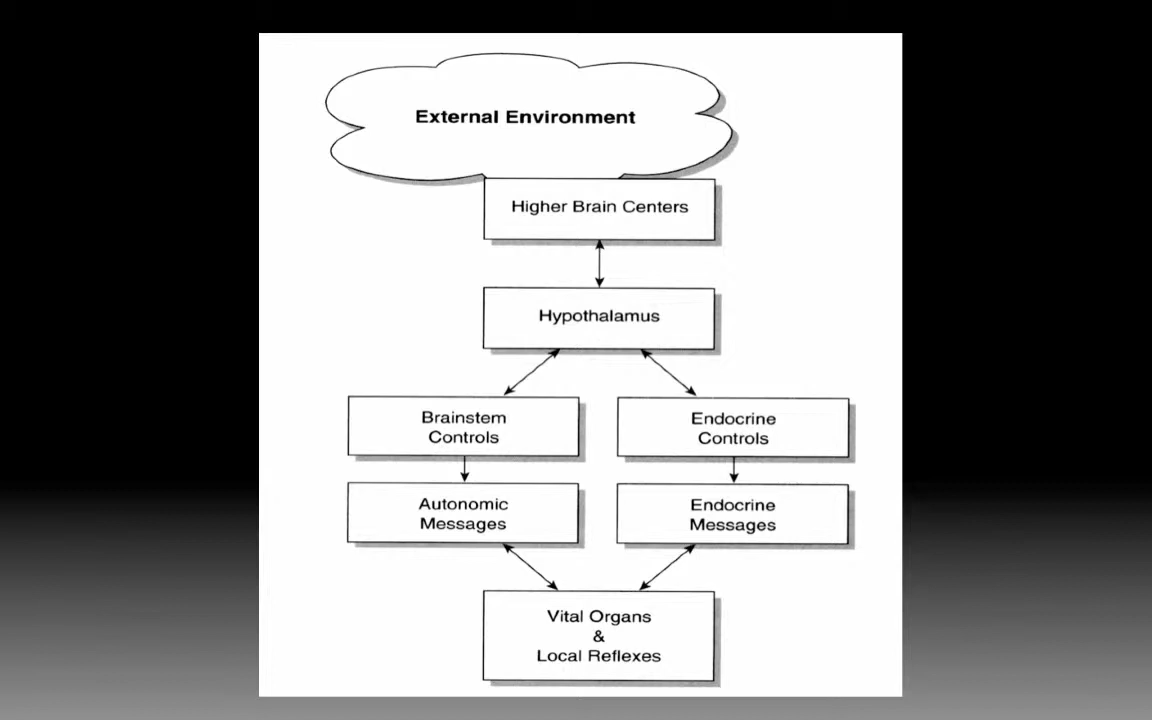 External Environment
Higher Brain Centers
Hypothalamus
Brainstem
Controls
Endocrine
Controls
Autonomic
Messages
Endocrine
Messages
Vital Organs
&
Local Reflexes